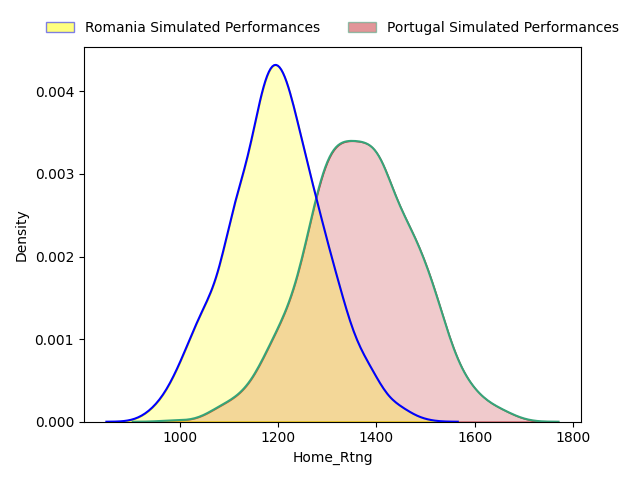 Romania Simulated Performances Portugal Simulated Performances
0.004
0.003
0.002
0.001
0.000
Density
1000 1200 1400 1600 1800
Home_Rtng